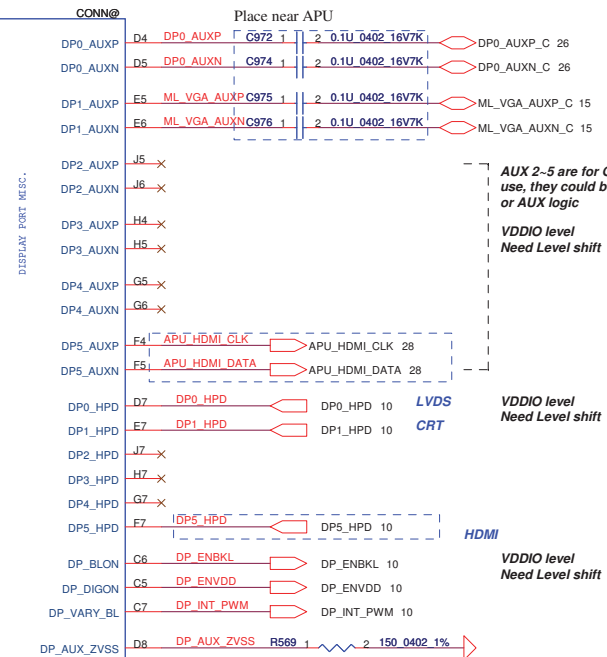 CONN@
Place near APU
DP0_AUXP D4 DP0_AUXP C972 1 2 0.1U_0402_16V7K DP0_AUXP_C 26
DP0_AUXN D5 DP0_AUXN C974 1 2 0.1U_0402_16V7K DP0_AUXN_C 26
DP1_AUXP E5 ML_VGA_AUXP C975 1 2 0.1U_0402_16V7K ML_VGA_AUXP_C 15
DP1_AUXN E6 ML_VGA_AUXN C976 1 2 0.1U_0402_16V7K ML_VGA_AUXN_C 15
DP2_AUXP J5
DP2_AUXN J6
DP3_AUXP H4
DP3_AUXN H5
DP4_AUXP G5
DP4_AUXN G6
DP5_AUXP F4 APU_HDMI_CLK APU_HDMI_CLK 28
DP5_AUXN F5 APU_HDMI_DATA APU_HDMI_DATA 28
DP0_HPD D7 DP0_HPD DP0_HPD 10 LVDS
DP1_HPD E7 DP1_HPD DP1_HPD 10 CRT
DP2_HPD J7
DP3_HPD H7
DP4_HPD G7
DP5_HPD F7 DP5_HPD DP5_HPD 10
HDMI
DP_BLON C6 DP_ENBKL DP_ENBKL 10
DP_DIGON C5 DP_ENVDD DP_ENVDD 10
DP_VARY_BL C7 DP_INT_PWM DP_INT_PWM 10
DP_AUX_ZVSS D8 DP_AUX_ZVSS R569 1 2 150_0402_1%
DISPLAY PORT MISC.
AUX 2~5 are for
use, they could
or AUX logic
VDDIO level
Need Level shift
VDDIO level
Need Level shift
VDDIO level
Need Level shift